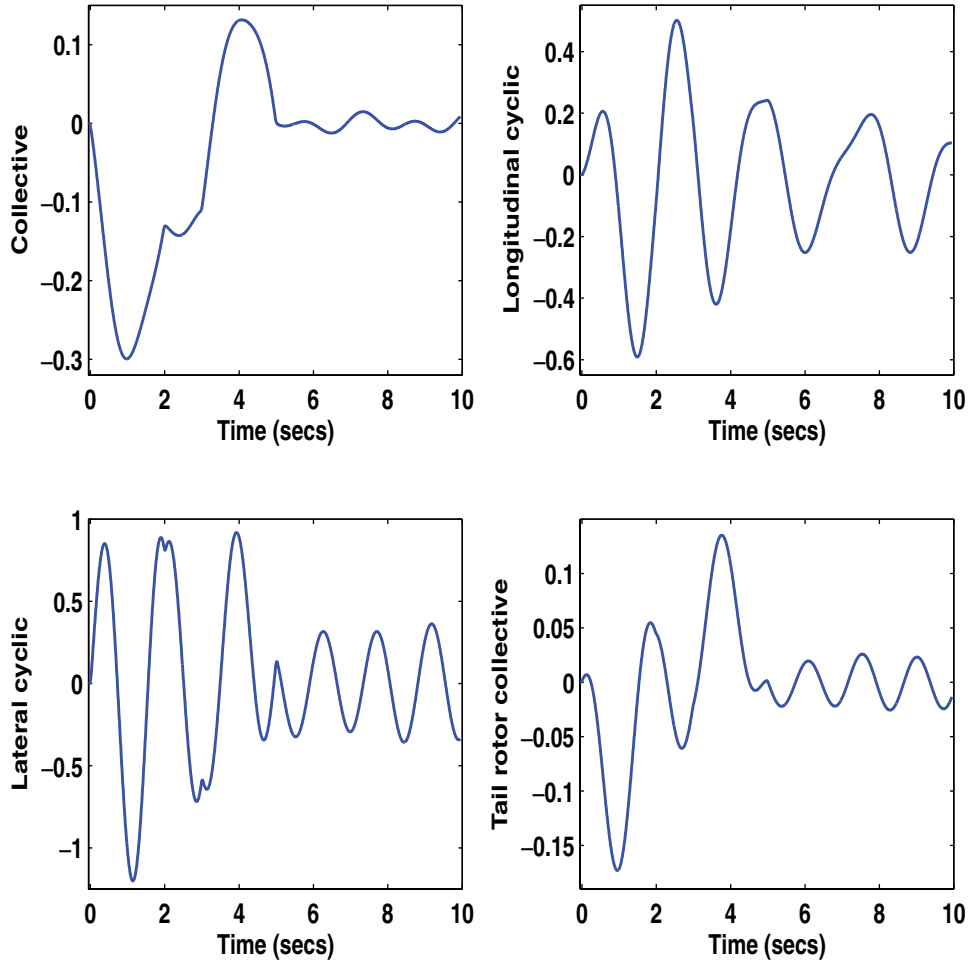 0.1
0
−0.1
−0.2
−0.3
Collective
0 2 4 6 8 10
Time (secs)
0.4
0.2
0
−0.2
−0.4
−0.6
Longitudinal cyclic
0 2 4 6 8 10
Time (secs)
1
0.5
0
−0.5
−1
Lateral cyclic
0 2 4 6 8 10
Time (secs)
0.1
0.05
0
−0.05
−0.1
−0.15
Tail rotor collective
0 2 4 6 8 10
Time (secs)